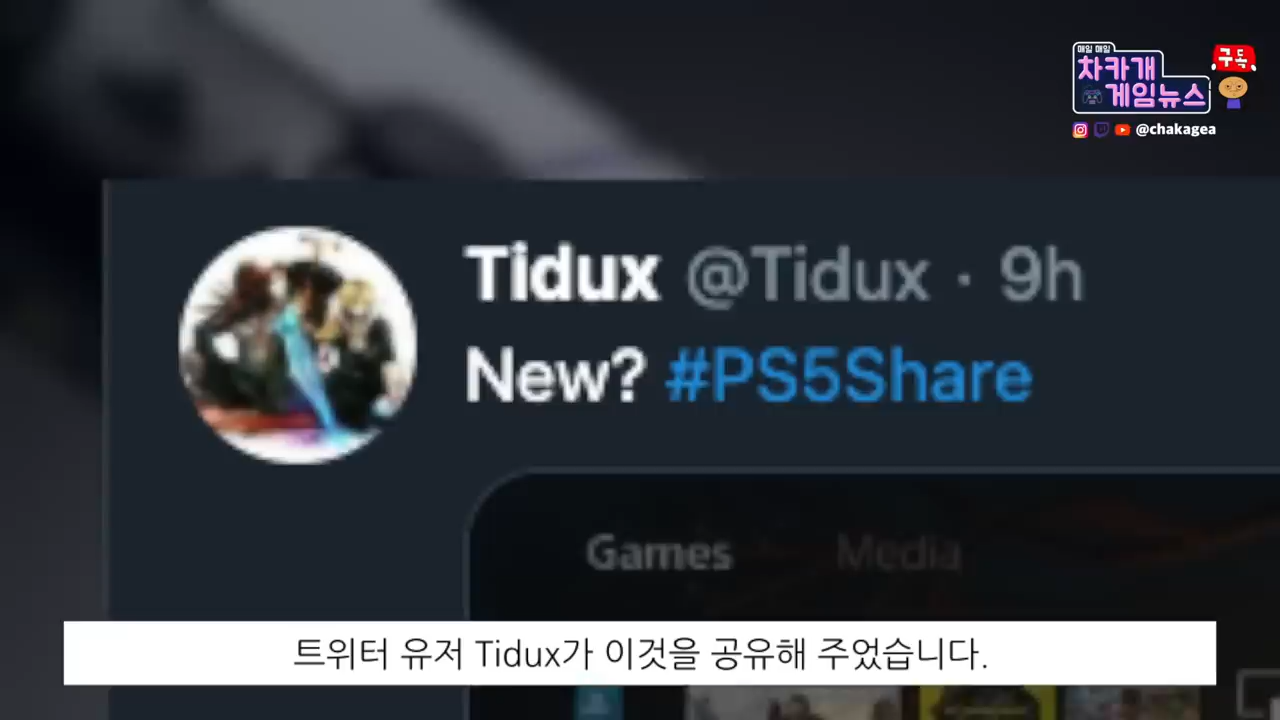 매일 매일
차카개
게임뉴스
구독
@chakagea
Tidux @Tidux · 9h
New? #PS5Share
Games Media
트위터 유저 Tidux가 이것을 공유해 주었습니다.